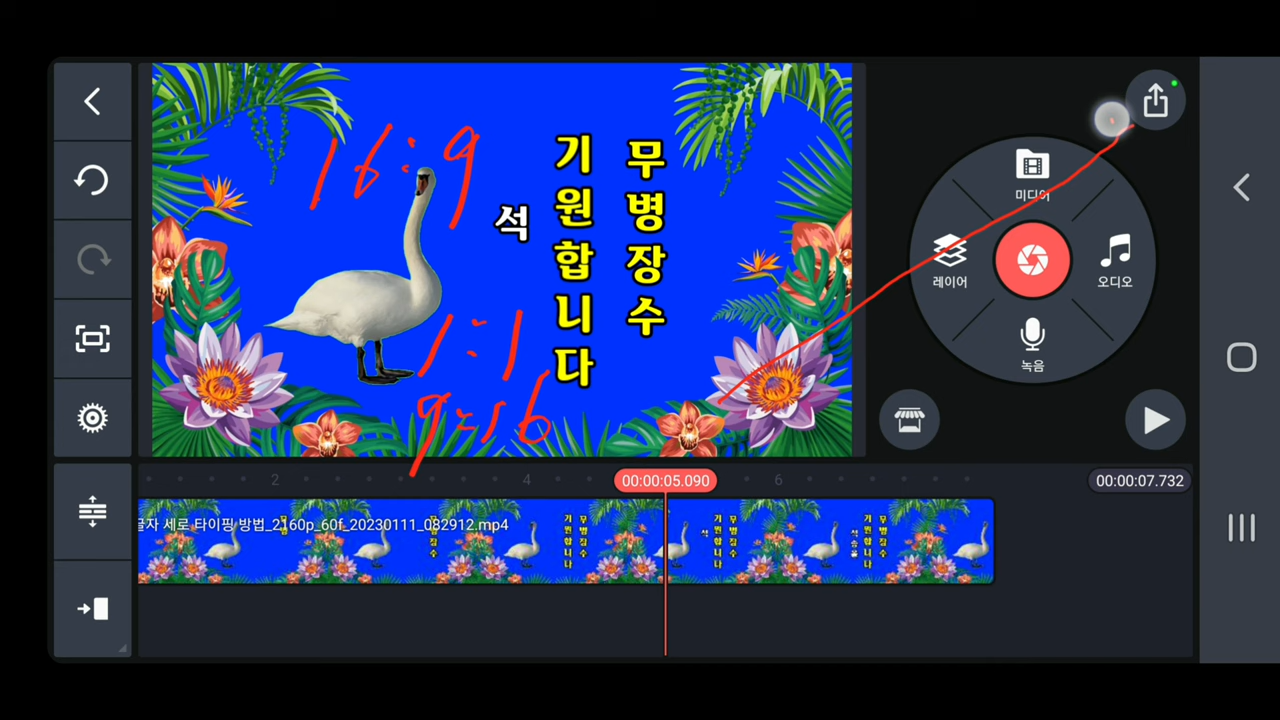 16:9
무병장수
기원합니다
석
1:1
9:16
미디어
레이어
오디오
녹음
2
4
00:00:05.090
6
00:00:07.732
글자 세로 타이핑 방법_2160p_60f_20230111_082912.mp4